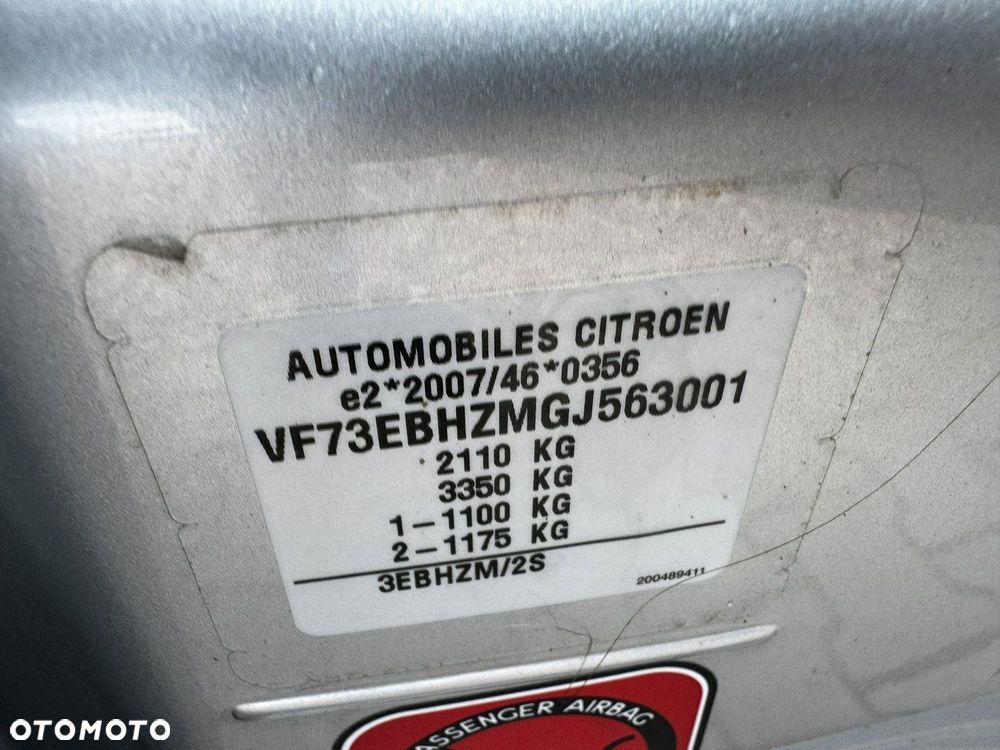 AUTOMOBILES CITROEN
e2*2007/46*0356
VF73EBHZMGJ563001
2110 KG
3350 KG
1-1100 KG
2-1175 KG
3EBHZM/2S
200489411
PASSENGER AIRBAG
OTOMOTO